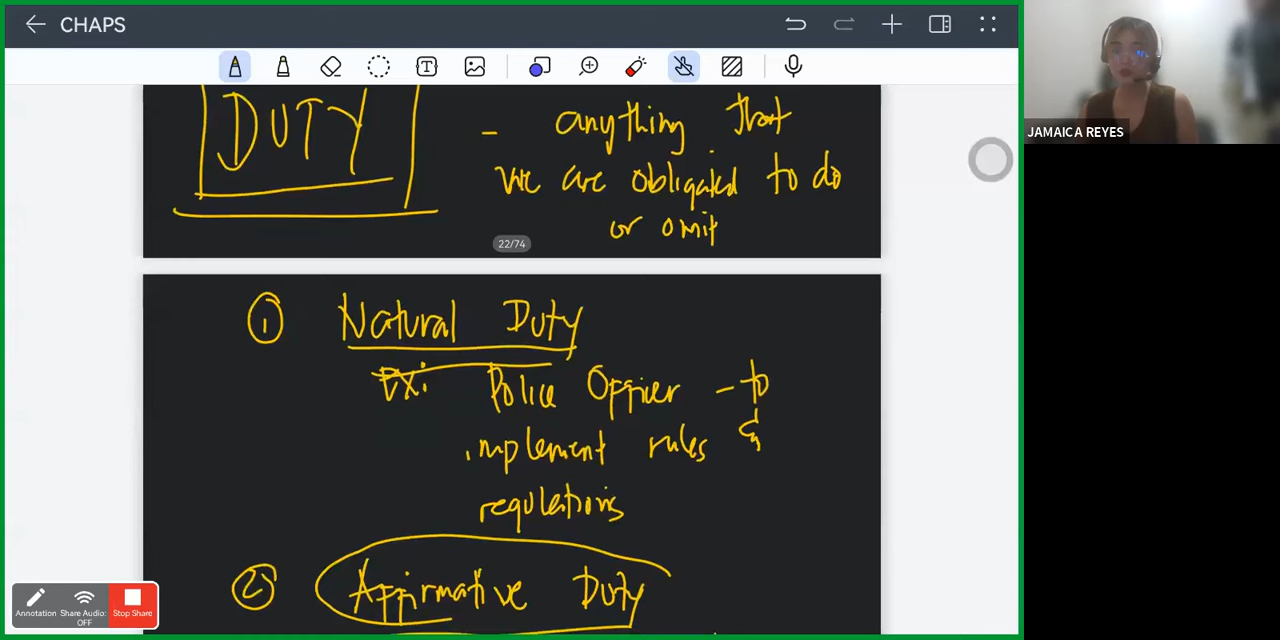 CHAPS
JAMAICA REYES
DUTY
- anything that
we are obligated to do
or omit
22/74
① Natural Duty
Ex: Police Officer - to
implement rules &
regulations
② Affirmative Duty
Annotation
Share Audio: OFF
Stop Share